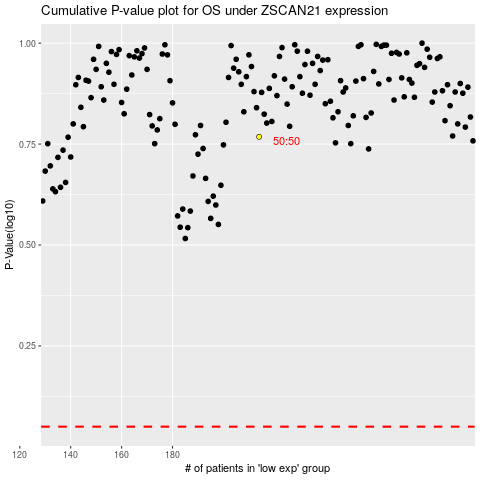 Cumulative P-value plot for OS under ZSCAN21 expression
1.00
0.75
50:50
P-Value(log10)
0.50
0.25
120 140 160 180
# of patients in 'low exp' group